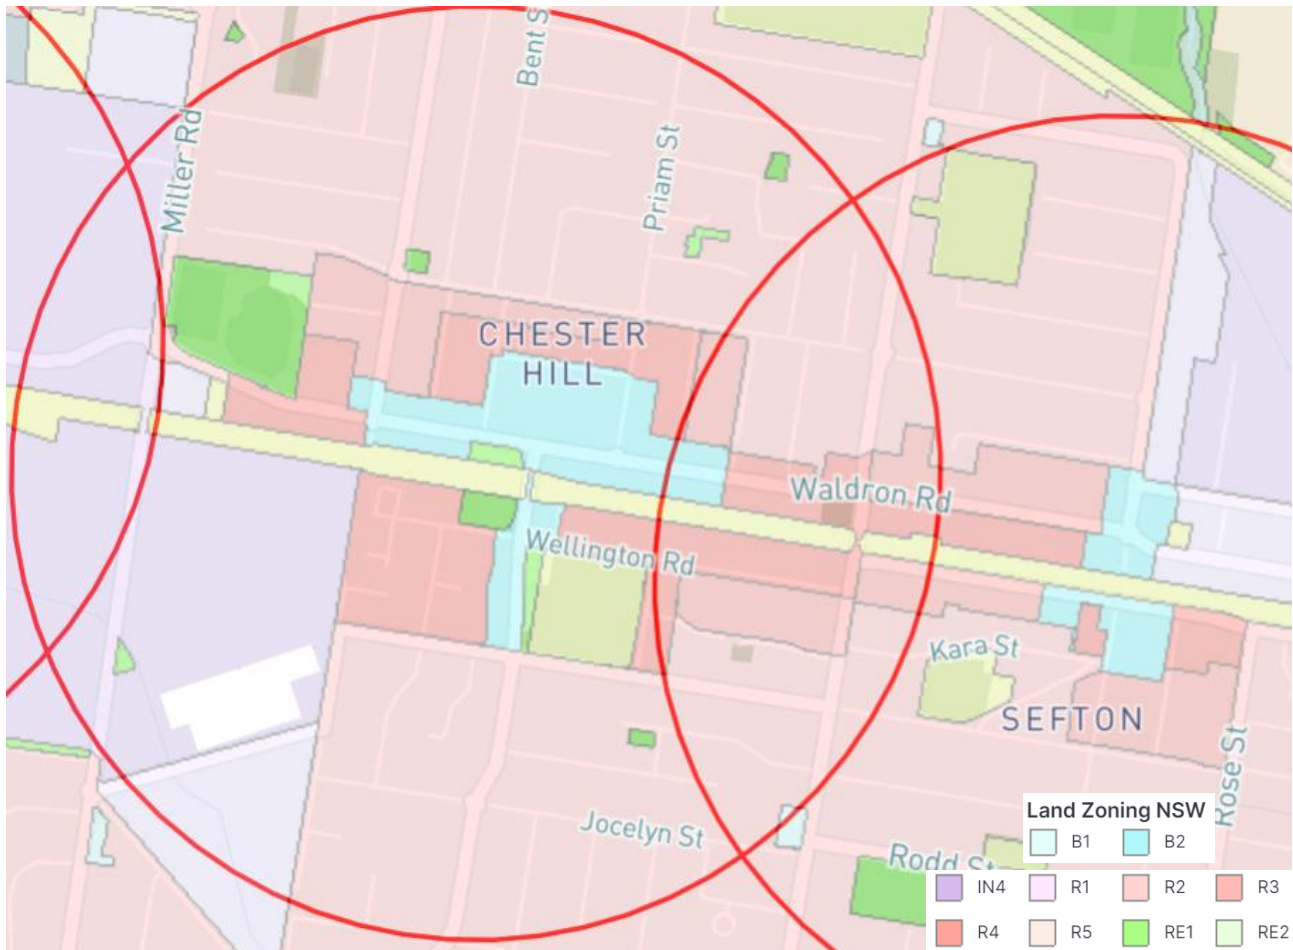 Bent S
Miller Rd
Priam St
CHESTER
HILL
Waldron Rd
Wellington Rd
Kara St
SEFTON
Rose St
Jocelyn St
Rodd St
Land Zoning NSW
B1 B2
IN4 R1 R2 R3
R4 R5 RE1 RE2